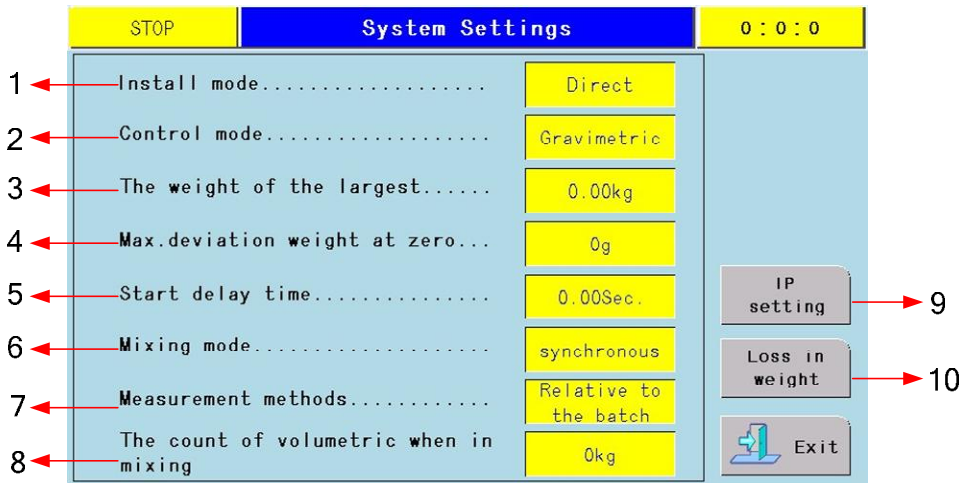 STOP System Settings 0:0:0
1 Install mode................... Direct
2 Control mode................... Gravimetric
3 The weight of the largest...... 0.00kg
4 Max.deviation weight at zero... 0g
5 Start delay time............... 0.00Sec.
IP
setting 9
6 Mixing mode.................... synchronous
Loss in
weight 10
7 Measurement methods............ Relative to
the batch
8 The count of volumetric when in
mixing 0kg
Exit